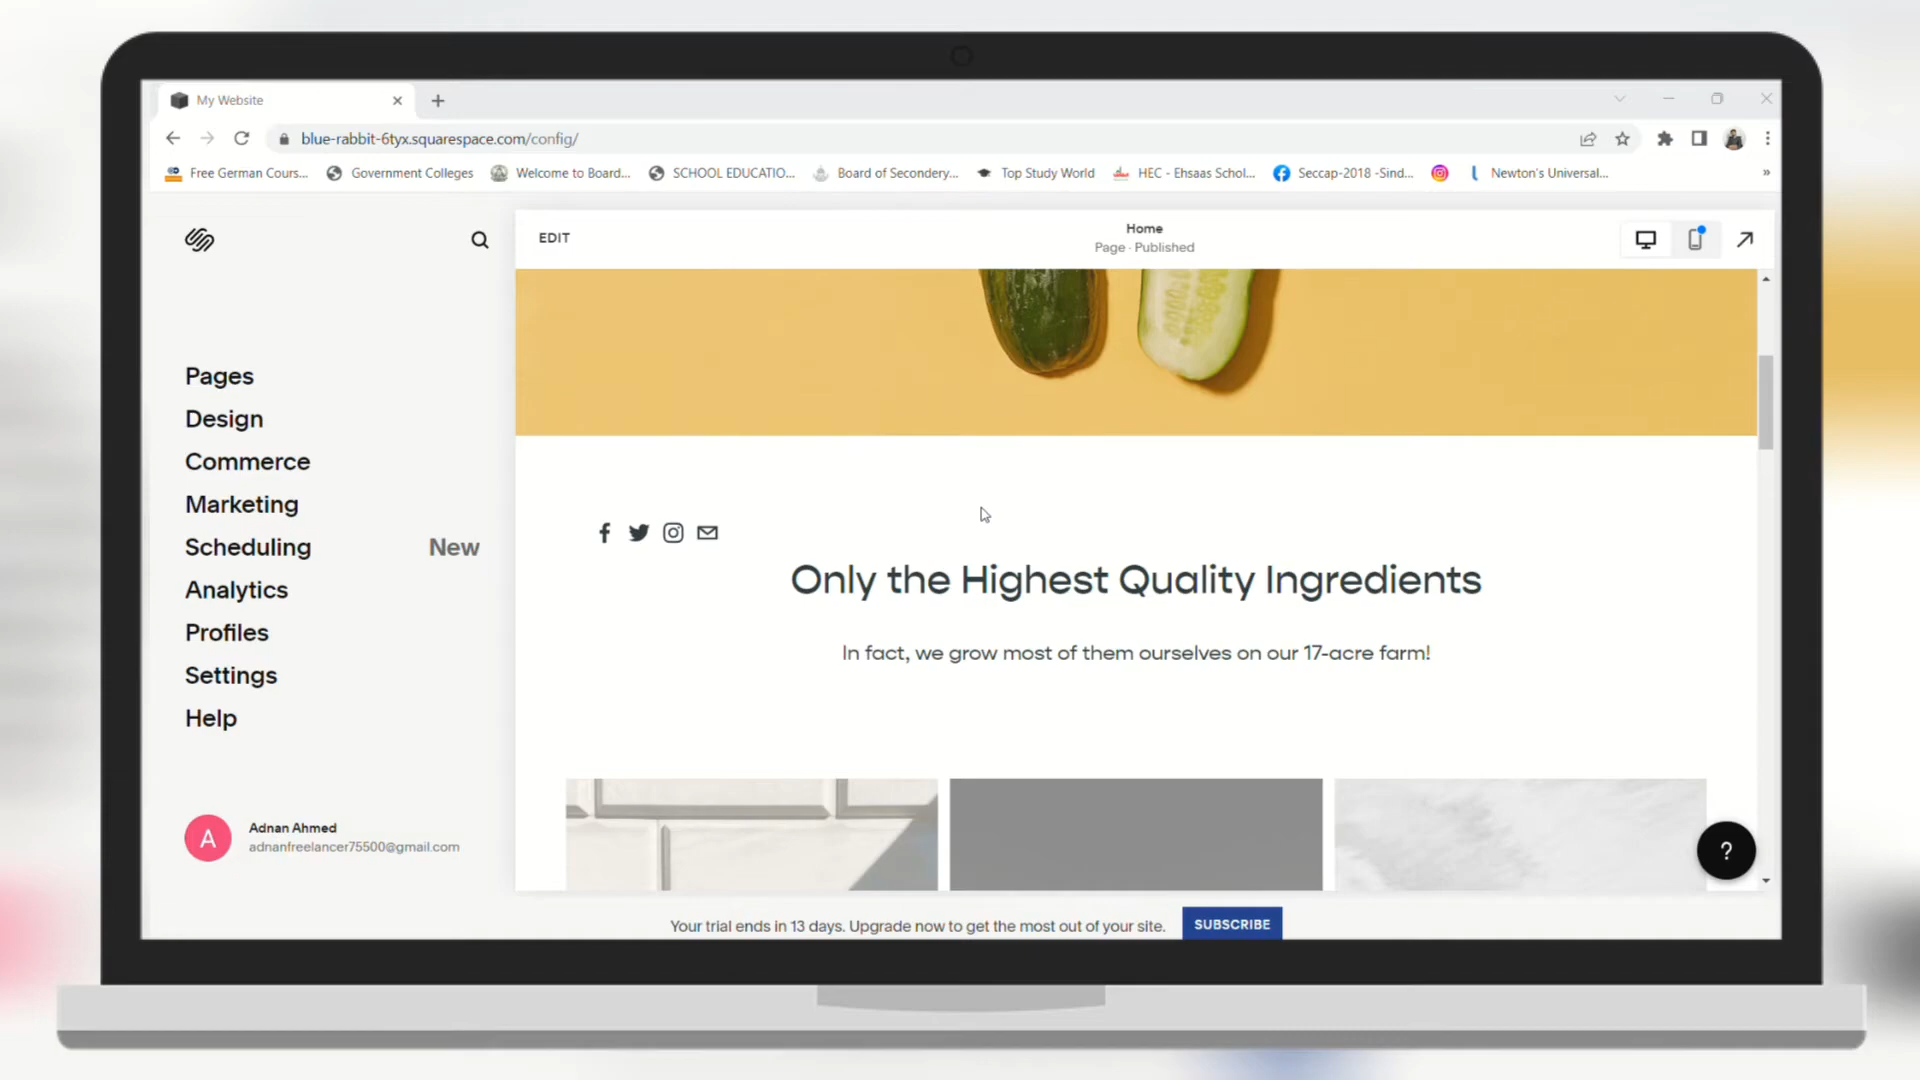 My Website
blue-rabbit-6tyx.squarespace.com/config/
Free German Cours...
Government Colleges
Welcome to Board...
SCHOOL EDUCATIO...
Board of Secondery...
Top Study World
HEC - Ehsaas Schol...
Seccap-2018 -Sind...
Newton's Universal...
EDIT
Home
Page · Published
Pages
Design
Commerce
Marketing
Scheduling New
Analytics
Profiles
Settings
Help
A
Adnan Ahmed
adnanfreelancer75500@gmail.com
Only the Highest Quality Ingredients
In fact, we grow most of them ourselves on our 17-acre farm!
?
Your trial ends in 13 days. Upgrade now to get the most out of your site.
SUBSCRIBE